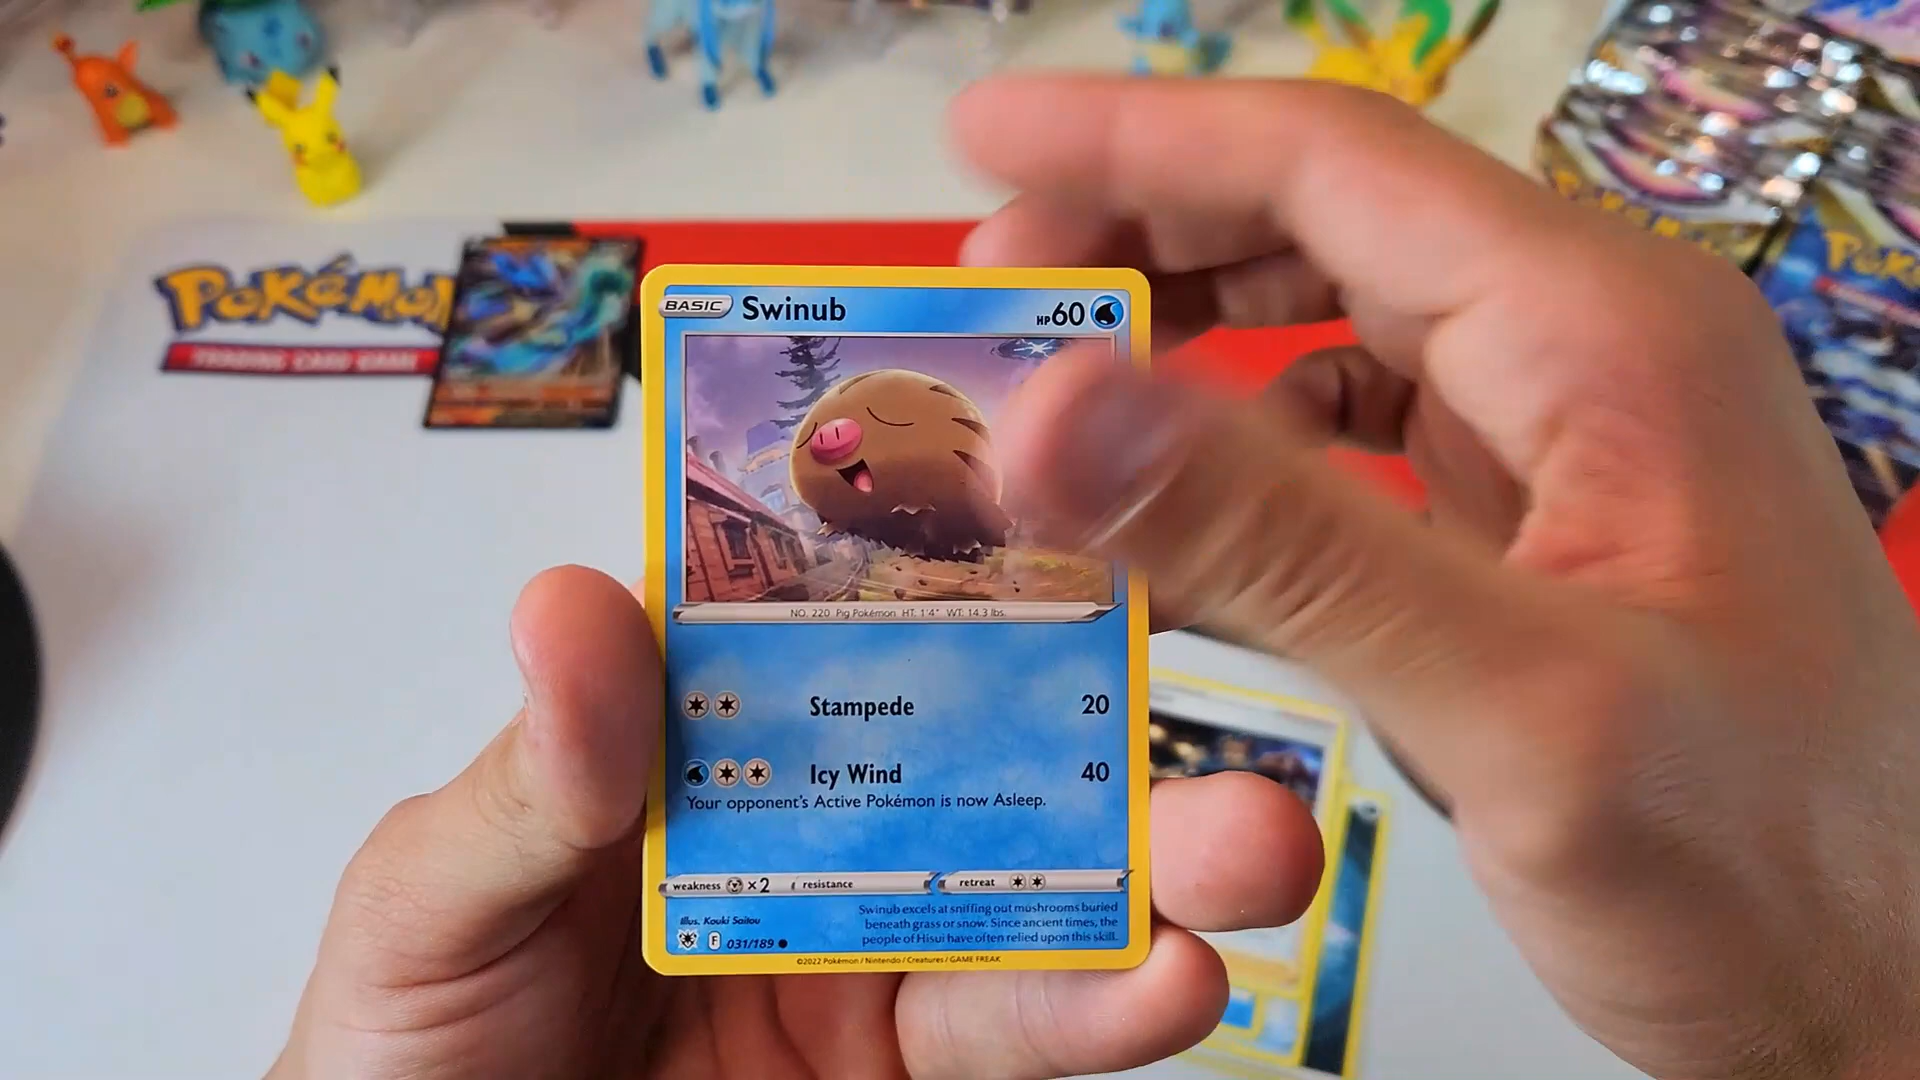 POKéMON
TRADING CARD GAME
BASIC Swinub HP60
NO. 220 Pig Pokémon HT: 1'4" WT: 14.3 lbs.
Stampede 20
Icy Wind 40
Your opponent's Active Pokémon is now Asleep.
weakness ×2 resistance retreat
Illus. Kouki Saitou
F 031/189
Swinub excels at sniffing out mushrooms buried
beneath grass or snow. Since ancient times, the
people of Hisui have often relied upon this skill.
©2022 Pokémon / Nintendo / Creatures / GAME FREAK